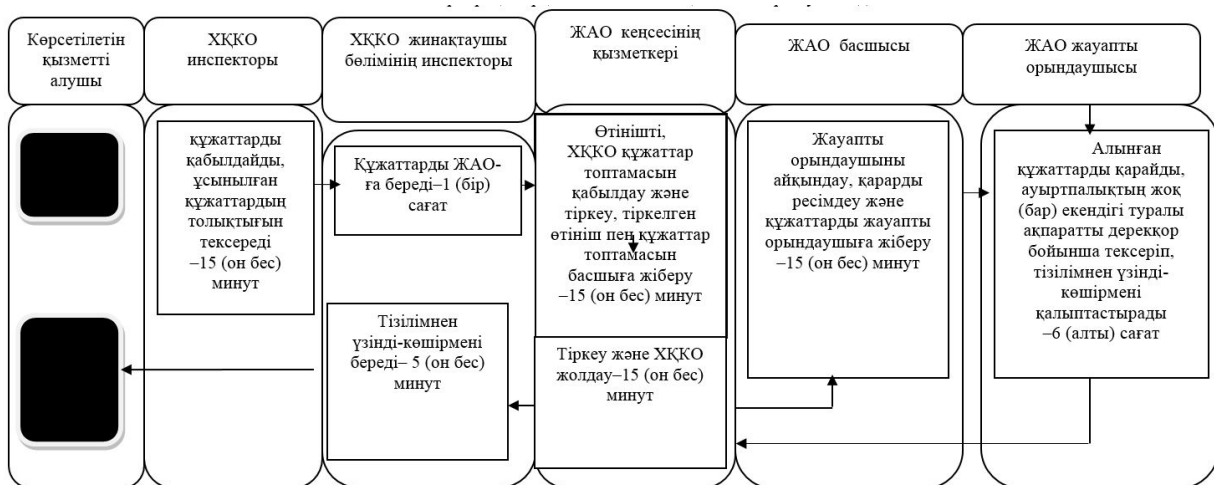 Көрсетілетін
қызметті
алушы
ХҚКО
инспекторы
ХҚКО жинақтаушы
бөлімінің инспекторы
ЖАО кеңсесінің
қызметкері
ЖАО басшысы
ЖАО жауапты
орындаушысы
құжаттарды
қабылдайды,
ұсынылған
құжаттардың
толықтығын
тексереді
–15 (он бес)
минут
Құжаттарды ЖАО-
ға береді–1 (бір)
сағат
Өтінішті,
ХҚКО құжаттар
топтамасын
қабылдау және
тіркеу, тіркелген
өтініш пен құжаттар
топтамасын
басшыға жіберу
–15 (он бес) минут
Жауапты
орындаушыны
айқындау, қарарды
ресімдеу және
құжаттарды жауапты
орындаушыға жіберу
–15 (он бес) минут
Алынған
құжаттарды қарайды,
ауыртпалықтың жоқ
(бар) екендігі туралы
ақпаратты дерекқор
бойынша тексеріп,
тізілімнен үзінді-
көшірмені
қалыптастырады
–6 (алты) сағат
Тізілімнен
үзінді-көшірмені
береді– 5 (он бес)
минут
Тіркеу және ХҚКО
жолдау–15 (он бес)
минут